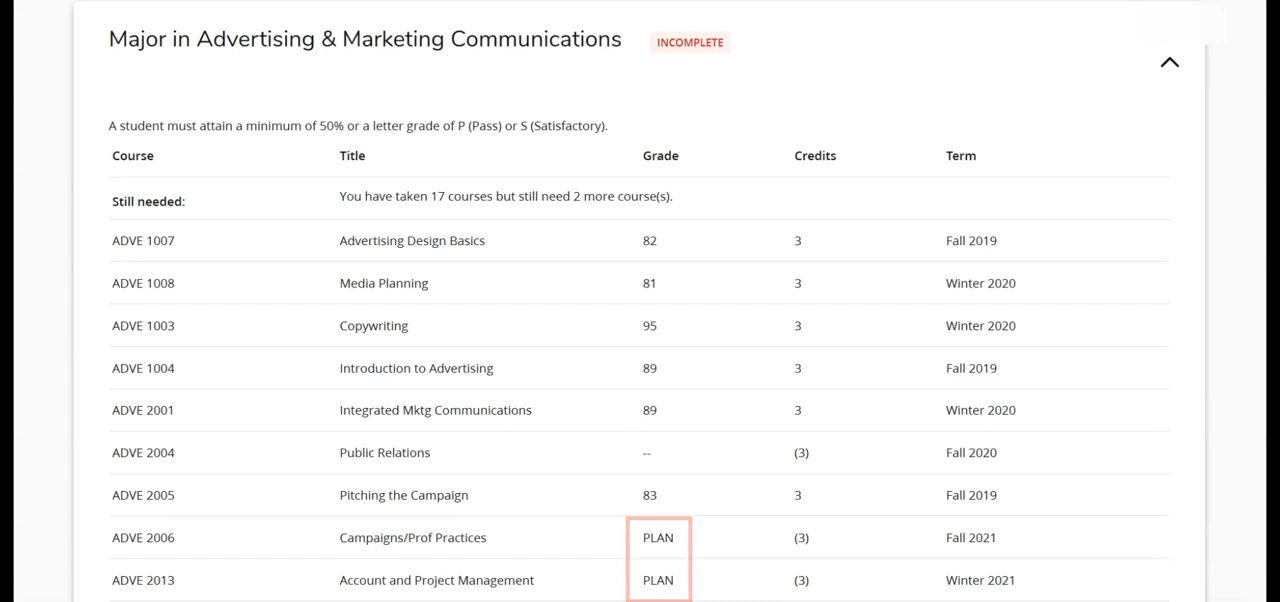 Major in Advertising & Marketing Communications INCOMPLETE
A student must attain a minimum of 50% or a letter grade of P (Pass) or S (Satisfactory).
Course Title Grade Credits Term
Still needed: You have taken 17 courses but still need 2 more course(s).
ADVE 1007 Advertising Design Basics 82 3 Fall 2019
ADVE 1008 Media Planning 81 3 Winter 2020
ADVE 1003 Copywriting 95 3 Winter 2020
ADVE 1004 Introduction to Advertising 89 3 Fall 2019
ADVE 2001 Integrated Mktg Communications 89 3 Winter 2020
ADVE 2004 Public Relations -- (3) Fall 2020
ADVE 2005 Pitching the Campaign 83 3 Fall 2019
ADVE 2006 Campaigns/Prof Practices PLAN (3) Fall 2021
ADVE 2013 Account and Project Management PLAN (3) Winter 2021